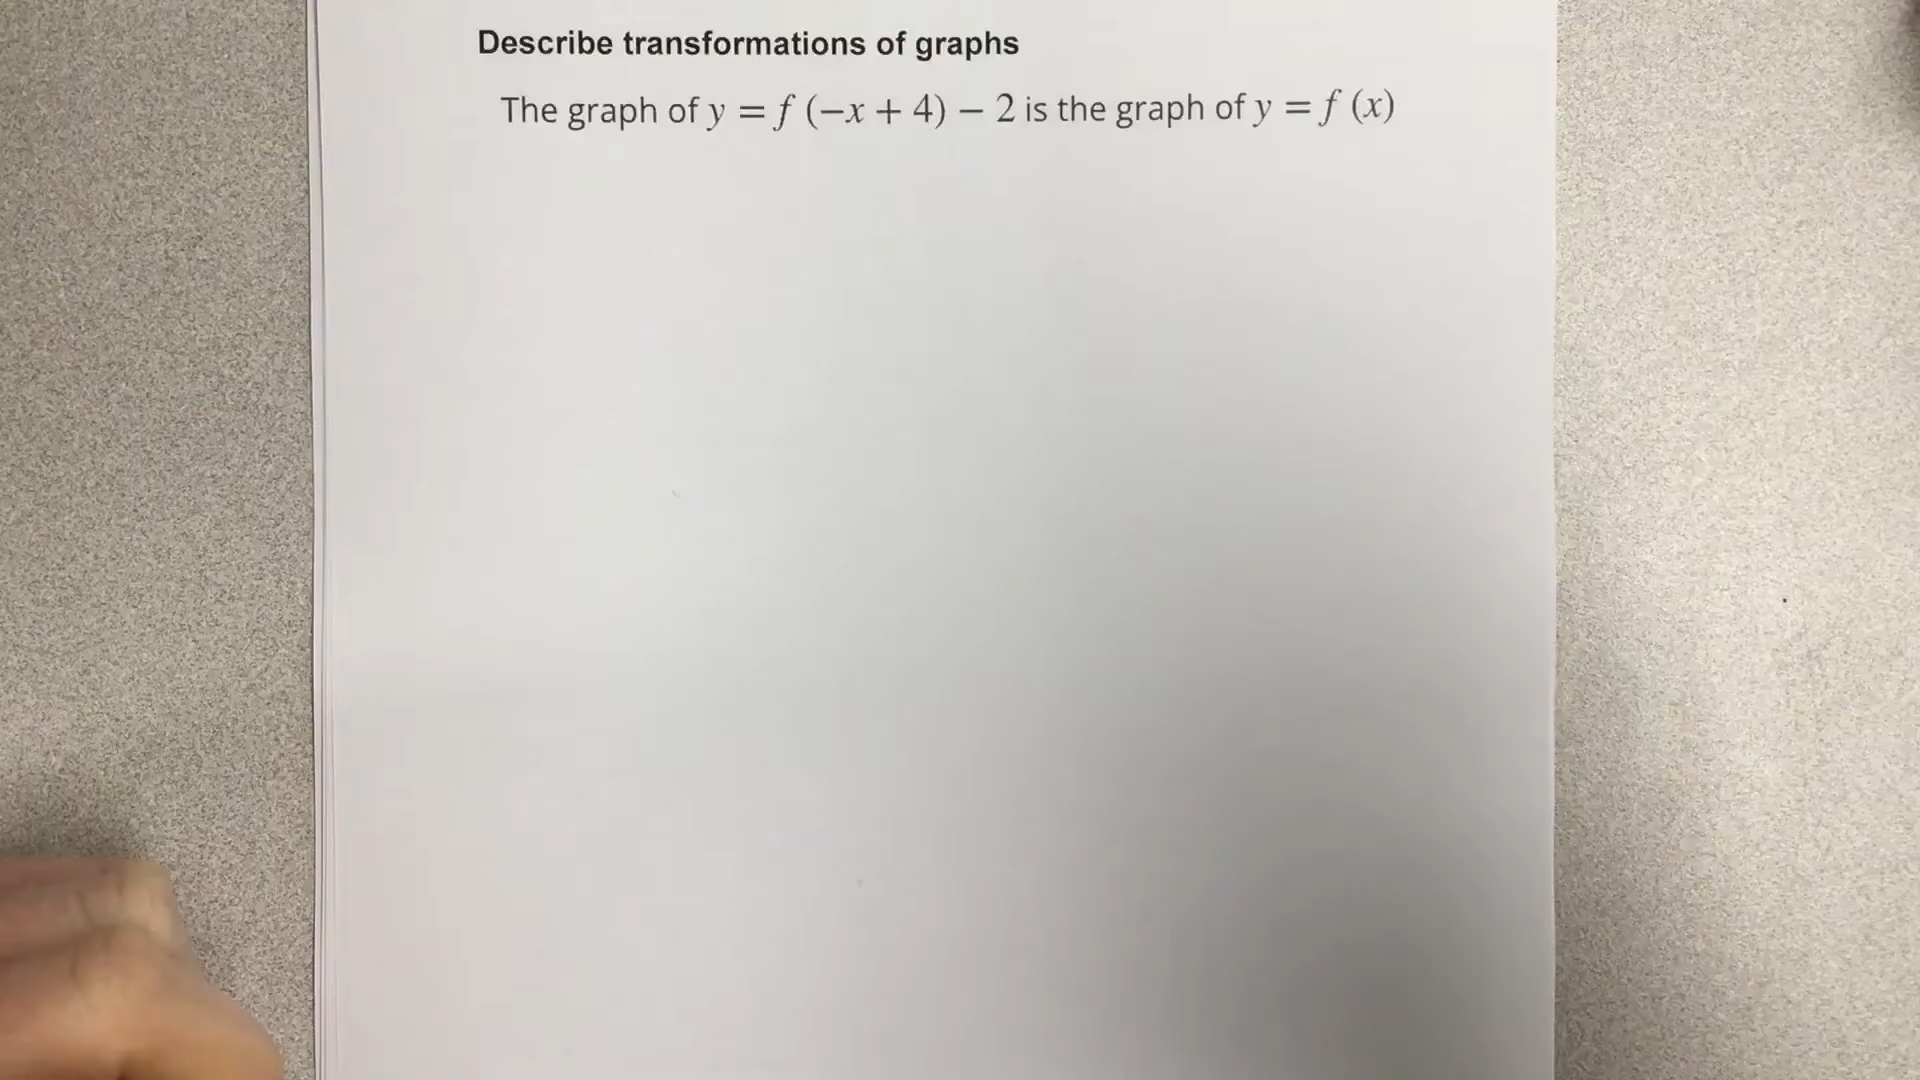 Describe transformations of graphs
The graph of y = f (−x + 4) − 2 is the graph of y = f (x)